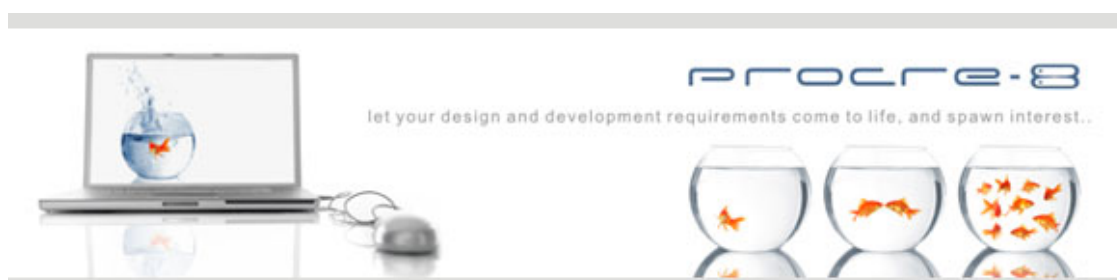 procre-8
let your design and development requirements come to life, and spawn interest..